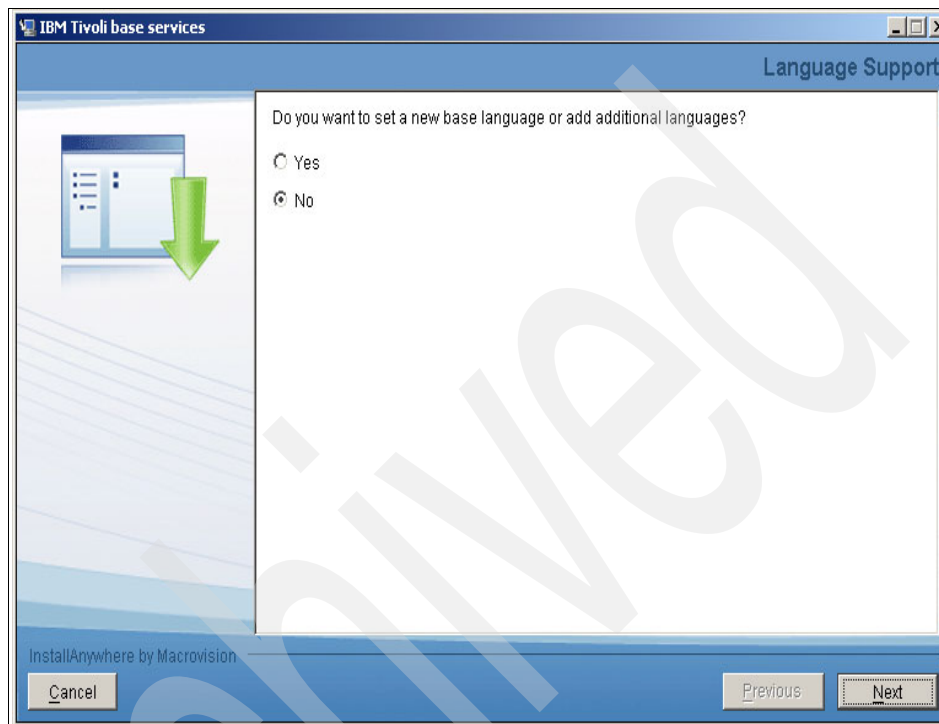 IBM Tivoli base services
Language Support
Do you want to set a new base language or add additional languages?
Yes
No
InstallAnywhere by Macrovision
Cancel
Previous
Next
hived